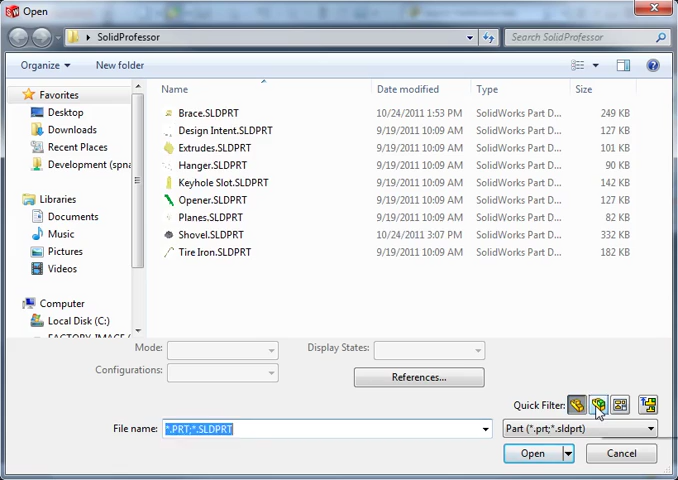 Open
SolidProfessor
Search SolidProfessor
Organize
New folder
Name
Date modified
Type
Size
Favorites
Desktop
Downloads
Recent Places
Development (spna
Libraries
Documents
Music
Pictures
Videos
Computer
Local Disk (C:)
Brace.SLDPRT 10/24/2011 1:53 PM SolidWorks Part D... 249 KB
Design Intent.SLDPRT 9/19/2011 10:09 AM SolidWorks Part D... 127 KB
Extrudes.SLDPRT 9/19/2011 10:09 AM SolidWorks Part D... 101 KB
Hanger.SLDPRT 9/19/2011 10:09 AM SolidWorks Part D... 90 KB
Keyhole Slot.SLDPRT 9/19/2011 10:09 AM SolidWorks Part D... 142 KB
Opener.SLDPRT 9/19/2011 10:09 AM SolidWorks Part D... 127 KB
Planes.SLDPRT 9/19/2011 10:09 AM SolidWorks Part D... 82 KB
Shovel.SLDPRT 10/24/2011 3:07 PM SolidWorks Part D... 332 KB
Tire Iron.SLDPRT 9/19/2011 10:09 AM SolidWorks Part D... 182 KB
Mode:
Display States:
Configurations:
References...
Quick Filter:
File name:
*.PRT;*.SLDPRT
Part (*.prt;*.sldprt)
Open
Cancel